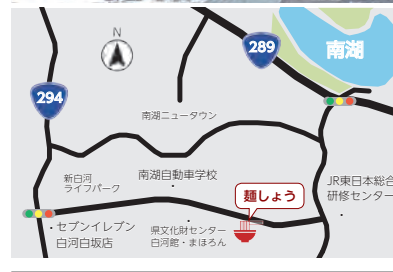 N
289
南湖
294
南湖ニュータウン
新白河
ライフパーク
南湖自動車学校
JR東日本総合
研修センター
麺しょう
セブンイレブン
白河白坂店
県文化財センター
白河館・まほろん